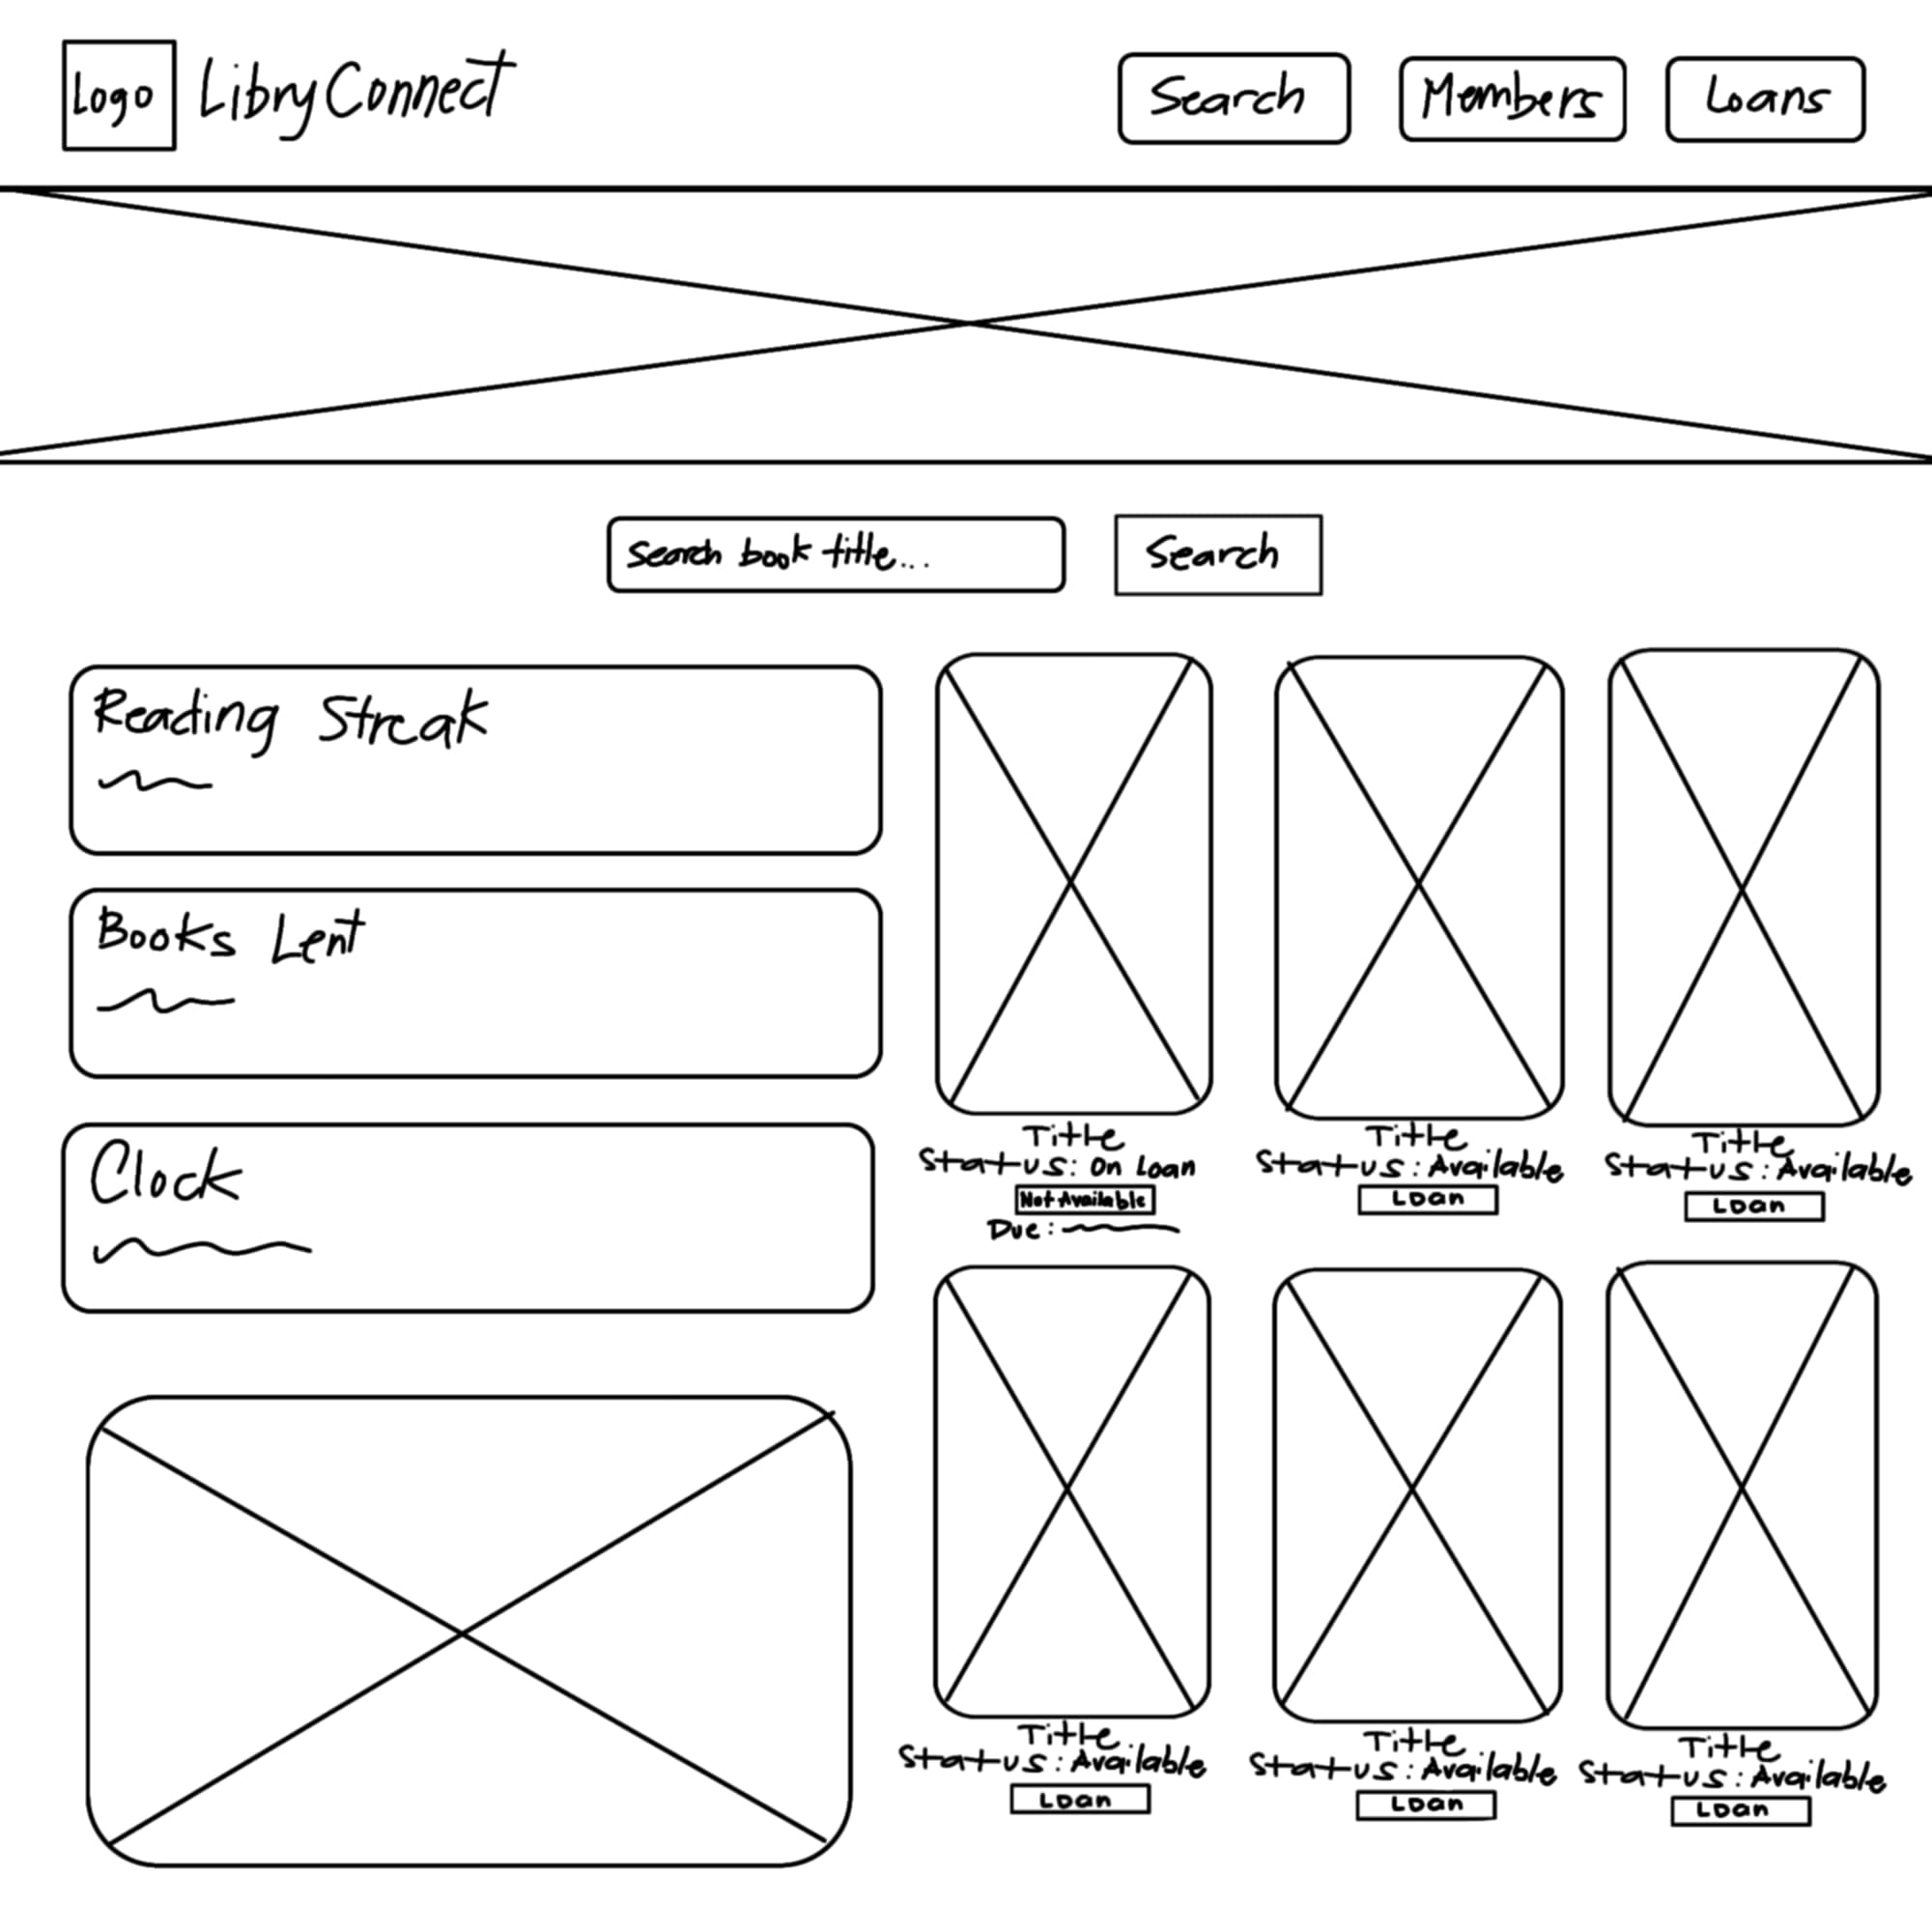 Logo
LibryConnect
Search
Members
Loans
Search book title...
Search
Reading Streak
Books Lent
Clock
Title
Status: On Loan
Not Available
Due:
Title
Status: Available
Loan
Title
Status: Available
Loan
Title
Status: Available
Loan
Title
Status: Available
Loan
Title
Status: Available
Loan